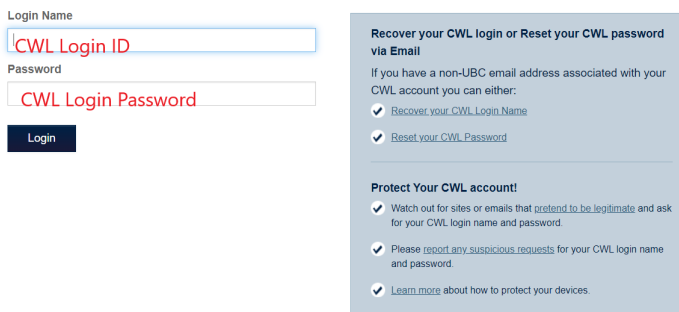 Login Name
CWL Login ID
Password
CWL Login Password
Login
Recover your CWL login or Reset your CWL password
via Email
If you have a non-UBC email address associated with your
CWL account you can either:
Recover your CWL Login Name
Reset your CWL Password
Protect Your CWL account!
Watch out for sites or emails that pretend to be legitimate and ask
for your CWL login name and password.
Please report any suspicious requests for your CWL login name
and password.
Learn more about how to protect your devices.